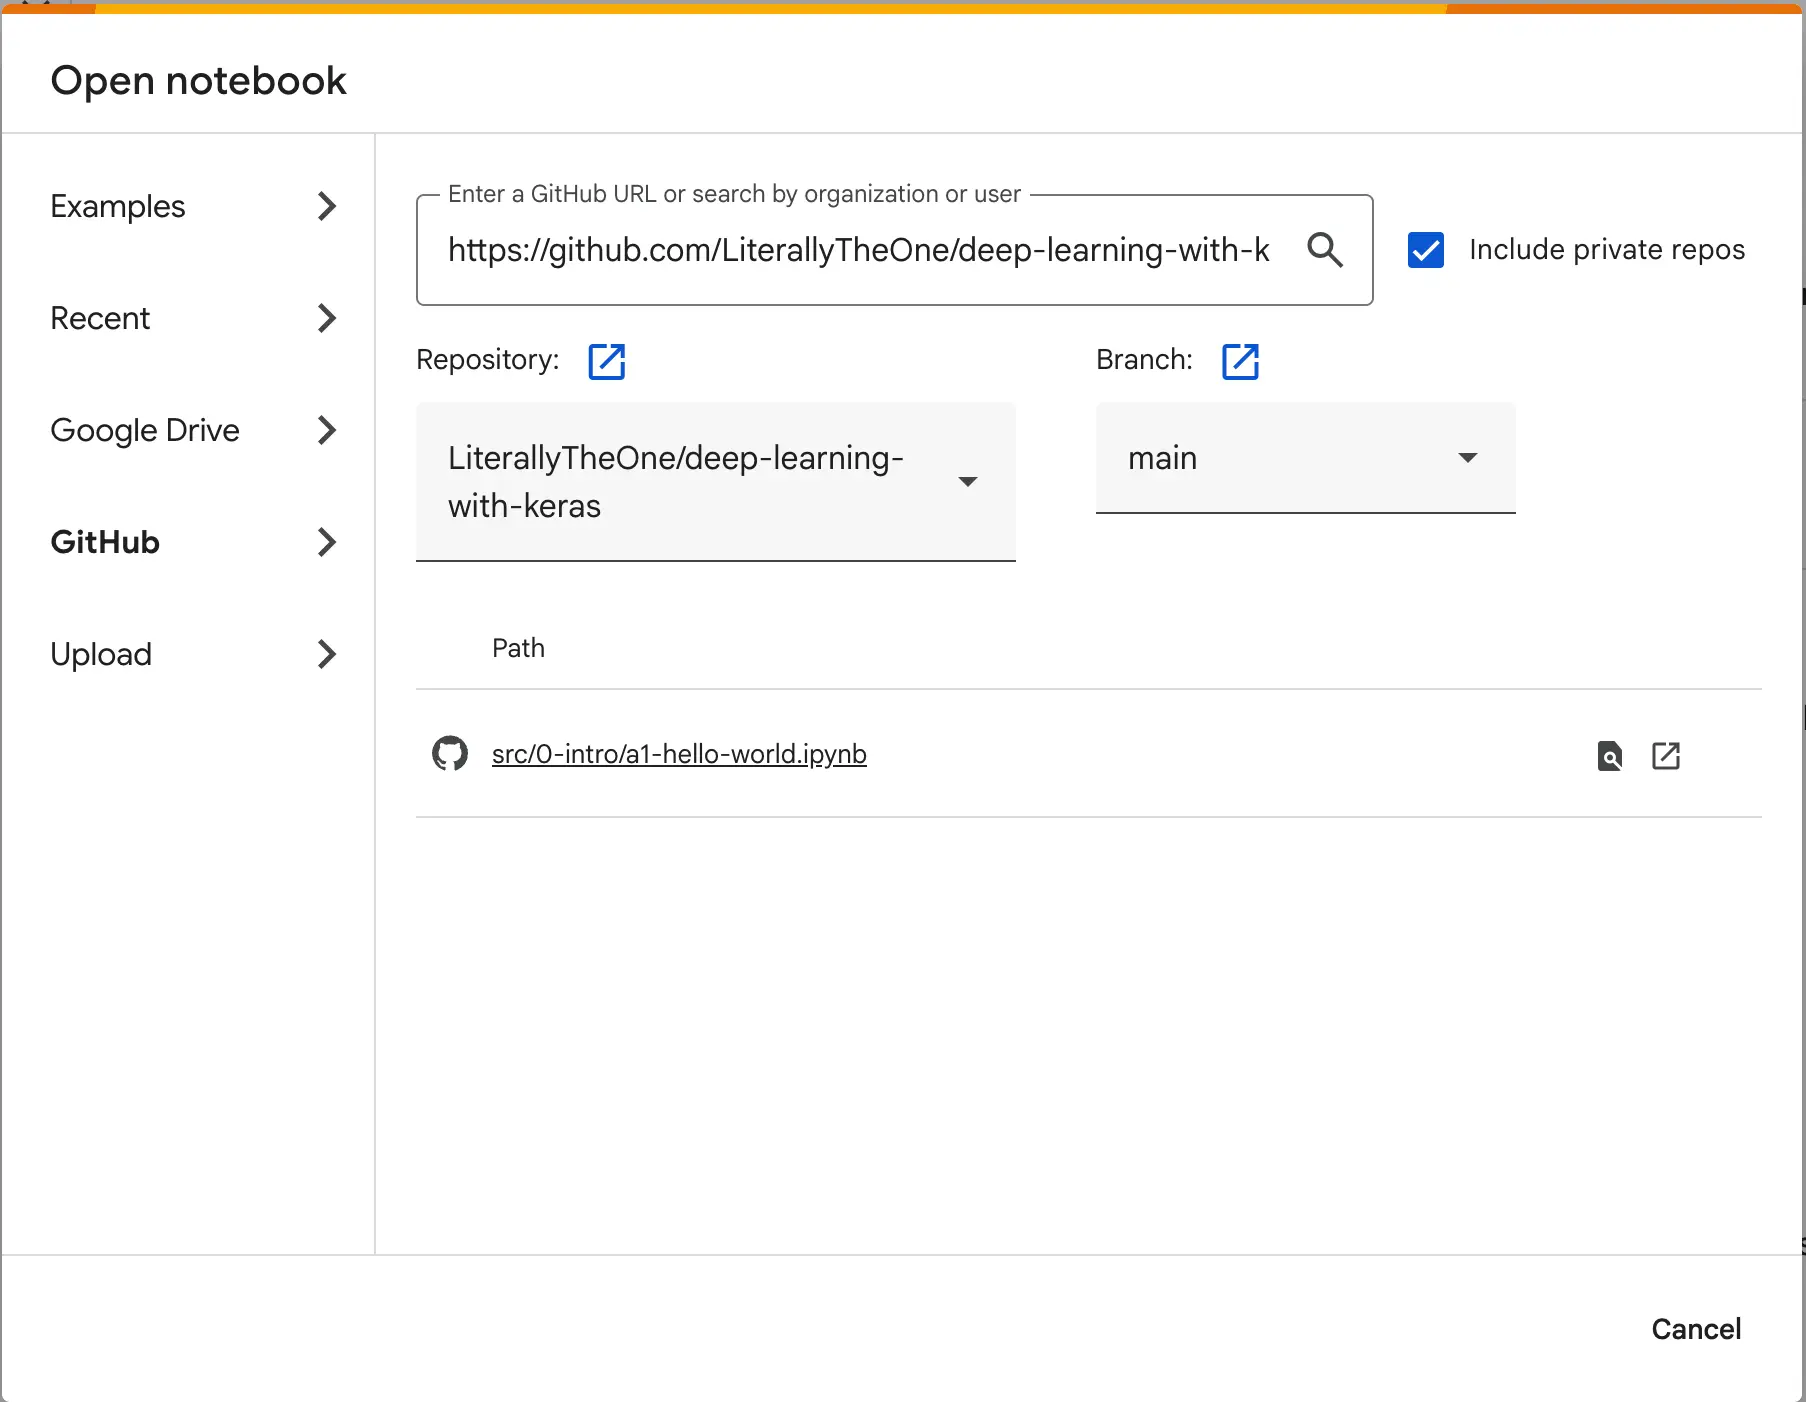 Open notebook
Examples
Recent
Google Drive
GitHub
Upload
Enter a GitHub URL or search by organization or user
https://github.com/LiterallyTheOne/deep-learning-with-k
Include private repos
Repository:
Branch:
LiterallyTheOne/deep-learning-
with-keras
main
Path
src/0-intro/a1-hello-world.ipynb
Cancel